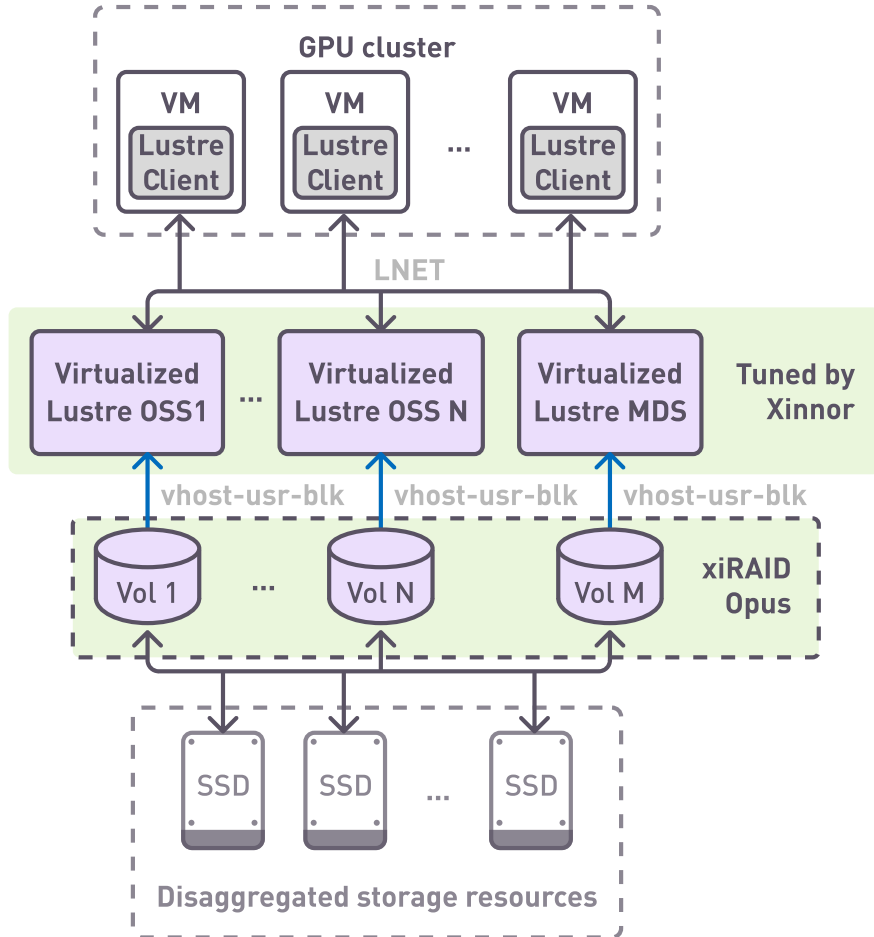 GPU cluster
VM
Lustre
Client
VM
Lustre
Client
...
VM
Lustre
Client
LNET
Virtualized
Lustre OSS1
...
Virtualized
Lustre OSS N
Virtualized
Lustre MDS
Tuned by
Xinnor
vhost-usr-blk
vhost-usr-blk
vhost-usr-blk
Vol 1
...
Vol N
Vol M
xiRAID
Opus
SSD
SSD
...
SSD
Disaggregated storage resources